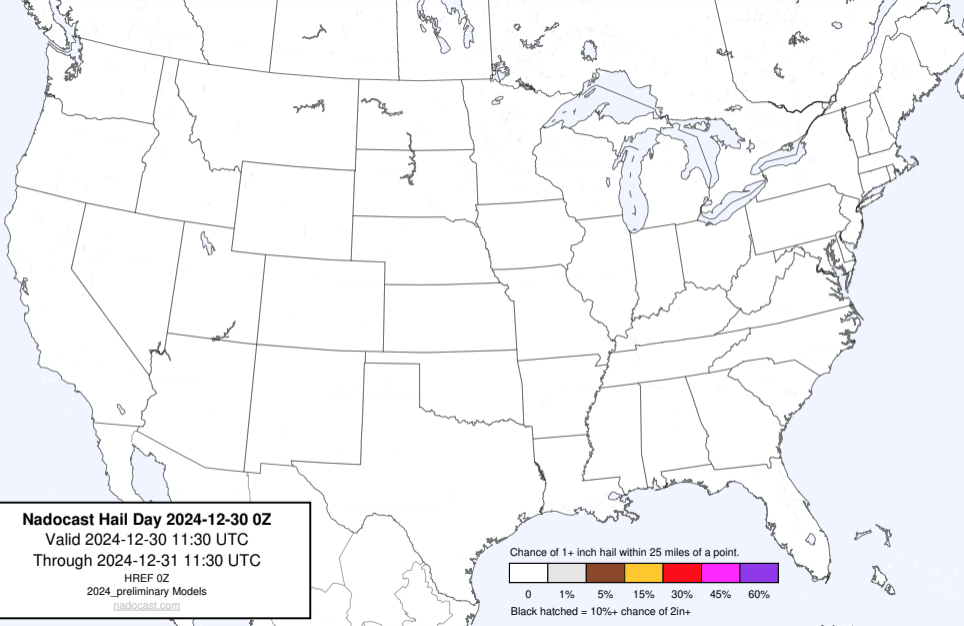 Nadocast Hail Day 2024-12-30 0Z
Valid 2024-12-30 11:30 UTC
Through 2024-12-31 11:30 UTC
HREF 0Z
2024_preliminary Models
nadocast.com
Chance of 1+ inch hail within 25 miles of a point.
0 1% 5% 15% 30% 45% 60%
Black hatched = 10%+ chance of 2in+